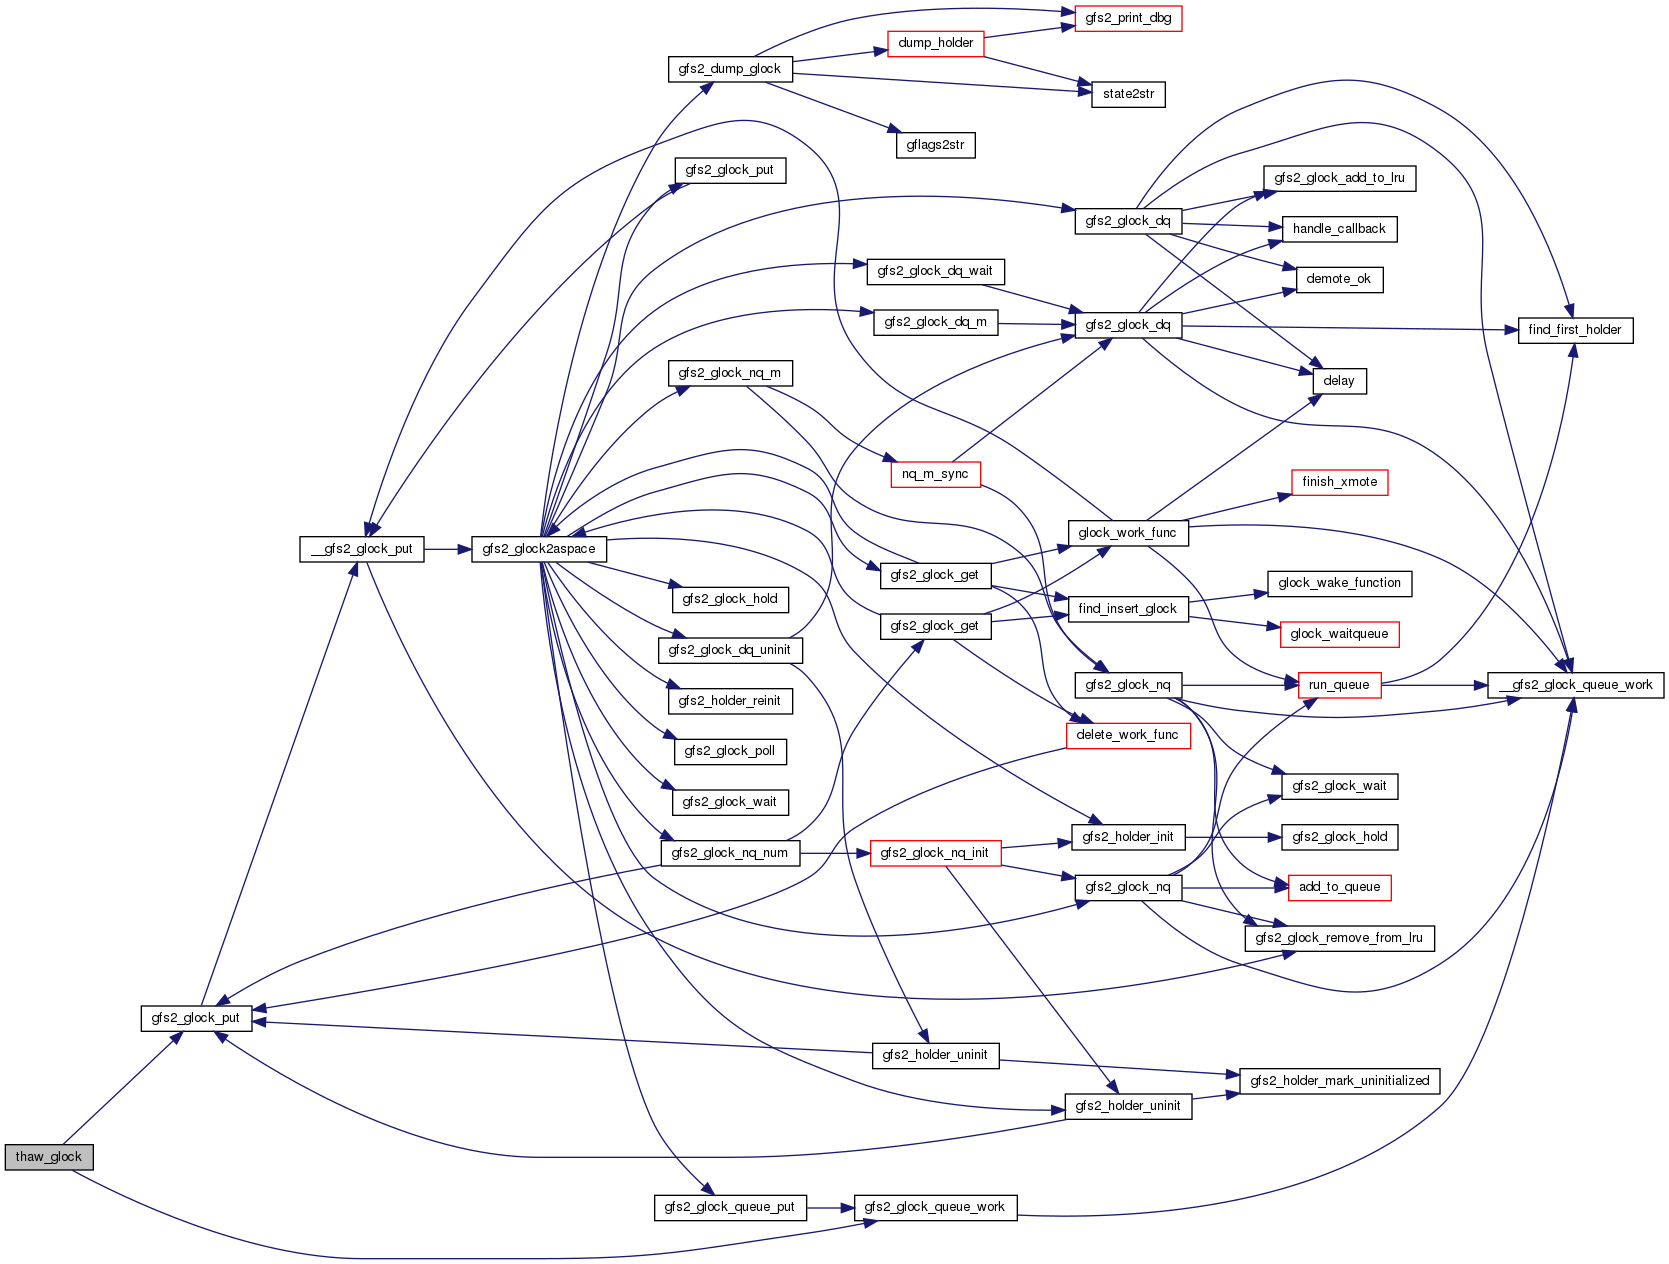 gfs2_print_dbg
dump_holder
gfs2_dump_glock
state2str
gflags2str
gfs2_glock_put
gfs2_glock_add_to_lru
gfs2_glock_dq
handle_callback
gfs2_glock_dq_wait
demote_ok
gfs2_glock_dq_m
gfs2_glock_dq
find_first_holder
gfs2_glock_nq_m
delay
nq_m_sync
finish_xmote
glock_work_func
__gfs2_glock_put
gfs2_glock2aspace
gfs2_glock_get
glock_wake_function
gfs2_glock_hold
find_insert_glock
gfs2_glock_get
glock_waitqueue
gfs2_glock_dq_uninit
gfs2_glock_nq
run_queue
__gfs2_glock_queue_work
gfs2_holder_reinit
delete_work_func
gfs2_glock_poll
gfs2_glock_wait
gfs2_glock_wait
gfs2_holder_init
gfs2_glock_hold
gfs2_glock_nq_num
gfs2_glock_nq_init
gfs2_glock_nq
add_to_queue
gfs2_glock_remove_from_lru
gfs2_glock_put
gfs2_holder_uninit
gfs2_holder_mark_uninitialized
gfs2_holder_uninit
thaw_glock
gfs2_glock_queue_put
gfs2_glock_queue_work